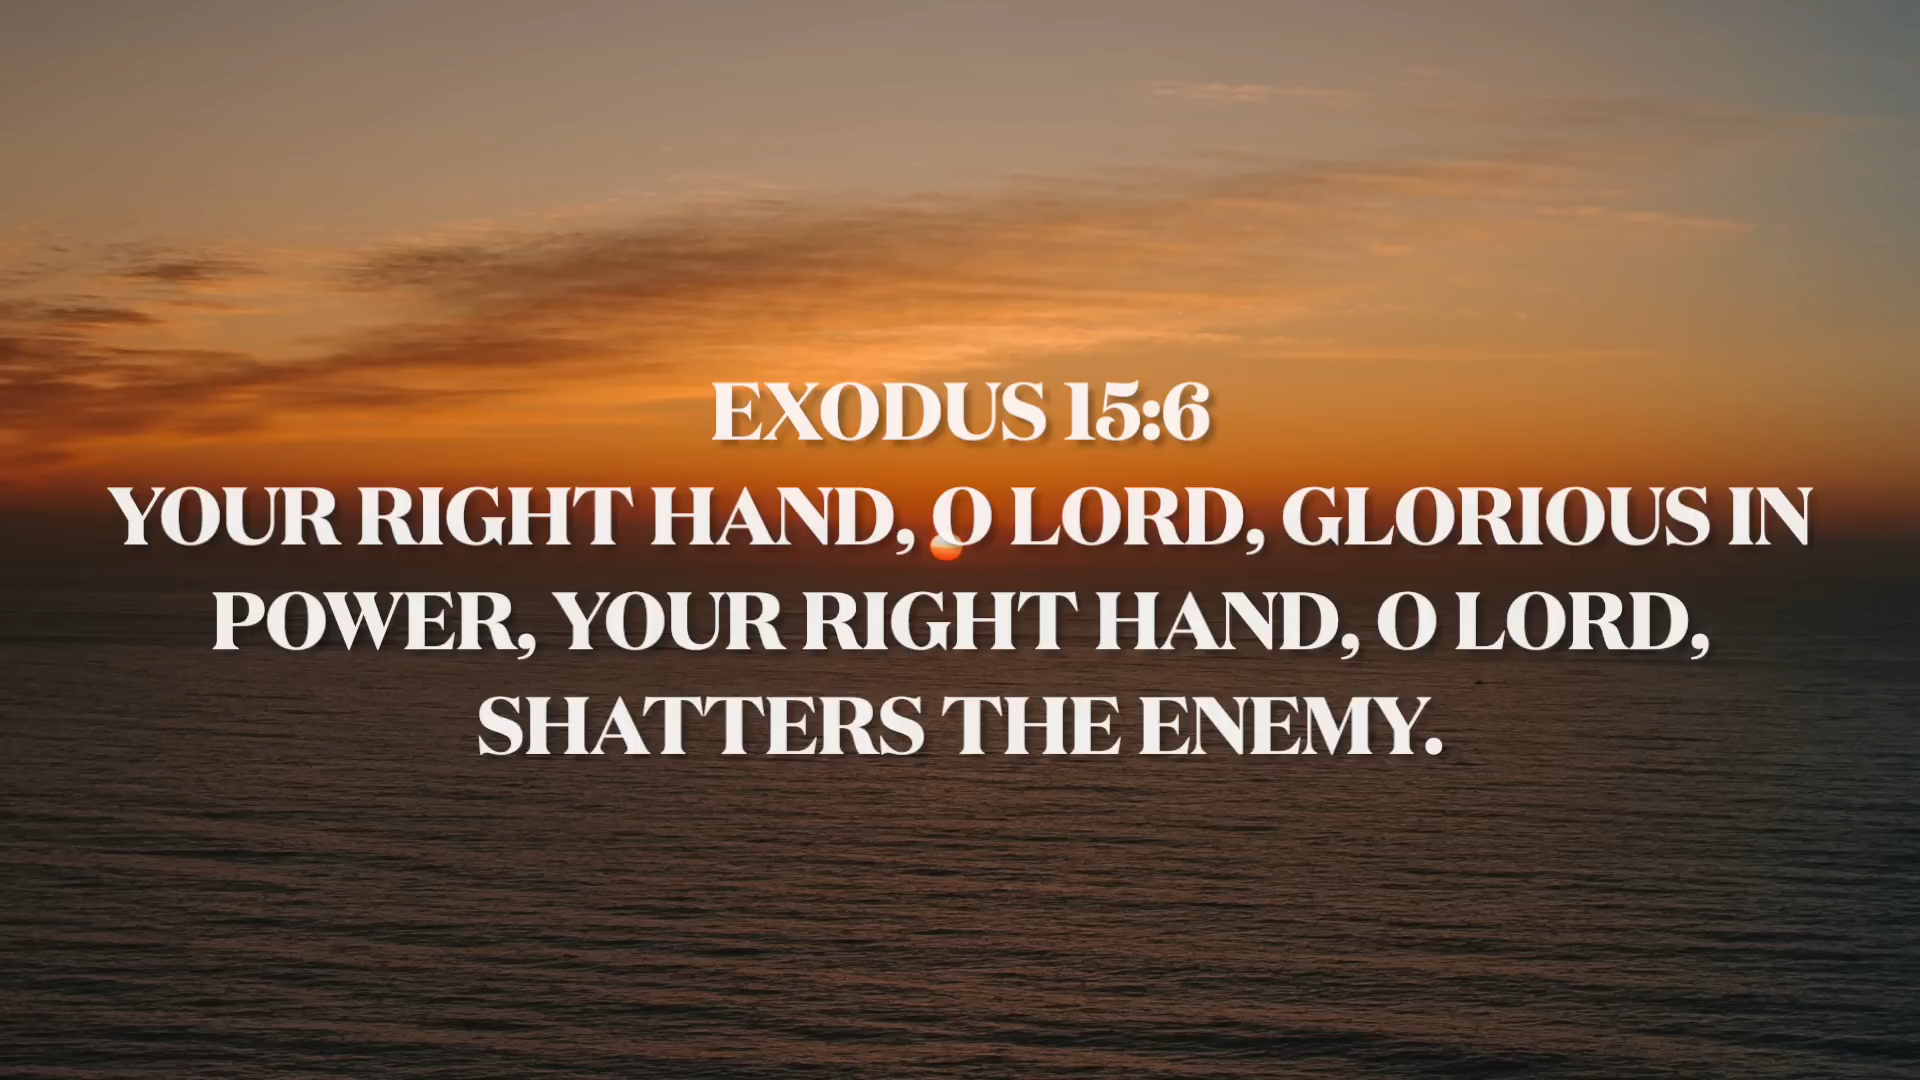 EXODUS 15:6
YOUR RIGHT HAND, O LORD, GLORIOUS IN
POWER, YOUR RIGHT HAND, O LORD,
SHATTERS THE ENEMY.